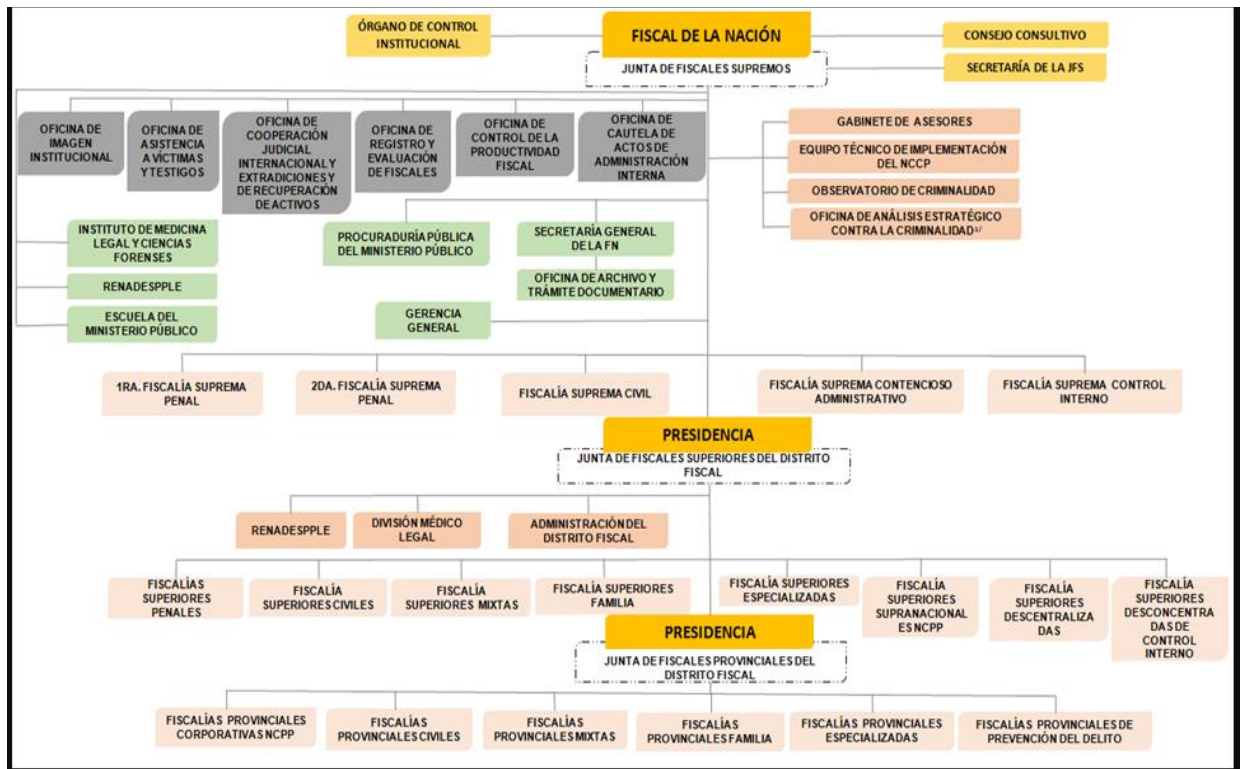 ÓRGANO DE CONTROL
INSTITUCIONAL
FISCAL DE LA NACIÓN
CONSEJO CONSULTIVO
JUNTA DE FISCALES SUPREMOS
SECRETARÍA DE LA JFS
OFICINA DE
IMAGEN
INSTITUCIONAL
OFICINA DE
ASISTENCIA
A VÍCTIMAS
Y TESTIGOS
OFICINA DE
COOPERACIÓN
JUDICIAL
INTERNACIONAL Y
EXTRADICIONES Y
DE RECUPERACIÓN
DE ACTIVOS
OFICINA DE
REGISTRO Y
EVALUACIÓN
DE FISCALES
OFICINA DE
CONTROL DE LA
PRODUCTIVIDAD
FISCAL
OFICINA DE
CAUTELA DE
ACTOS DE
ADMINISTRACIÓN
INTERNA
GABINETE DE ASESORES
EQUIPO TÉCNICO DE IMPLEMENTACIÓN
DEL NCCP
OBSERVATORIO DE CRIMINALIDAD
OFICINA DE ANÁLISIS ESTRATÉGICO
CONTRA LA CRIMINALIDAD¹/
INSTITUTO DE MEDICINA
LEGAL Y CIENCIAS
FORENSES
RENADESPPLE
ESCUELA DEL
MINISTERIO PÚBLICO
PROCURADURÍA PÚBLICA
DEL MINISTERIO PÚBLICO
SECRETARÍA GENERAL
DE LA FN
OFICINA DE ARCHIVO Y
TRÁMITE DOCUMENTARIO
GERENCIA
GENERAL
1RA. FISCALÍA SUPREMA
PENAL
2DA. FISCALÍA SUPREMA
PENAL
FISCALÍA SUPREMA CIVIL
FISCALÍA SUPREMA CONTENCIOSO
ADMINISTRATIVO
FISCALÍA SUPREMA CONTROL
INTERNO
PRESIDENCIA
JUNTA DE FISCALES SUPERIORES DEL DISTRITO
FISCAL
RENADESPPLE
DIVISIÓN MÉDICO
LEGAL
ADMINISTRACIÓN DEL
DISTRITO FISCAL
FISCALÍAS
SUPERIORES
PENALES
FISCALÍA
SUPERIORES CIVILES
FISCALÍA
SUPERIORES MIXTAS
FISCALÍA SUPERIORES
FAMILIA
FISCALÍA SUPERIORES
ESPECIALIZADAS
FISCALÍA
SUPERIORES
SUPRANACIONAL
ES NCPP
FISCALÍA
SUPERIORES
DESCENTRALIZA
DAS
FISCALÍA
SUPERIORES
DESCONCENTRA
DAS DE
CONTROL
INTERNO
PRESIDENCIA
JUNTA DE FISCALES PROVINCIALES DEL
DISTRITO FISCAL
FISCALÍAS PROVINCIALES
CORPORATIVAS NCPP
FISCALÍAS
PROVINCIALES CIVILES
FISCALÍAS
PROVINCIALES MIXTAS
FISCALÍAS
PROVINCIALES FAMILIA
FISCALÍAS PROVINCIALES
ESPECIALIZADAS
FISCALÍAS PROVINCIALES DE
PREVENCIÓN DEL DELITO